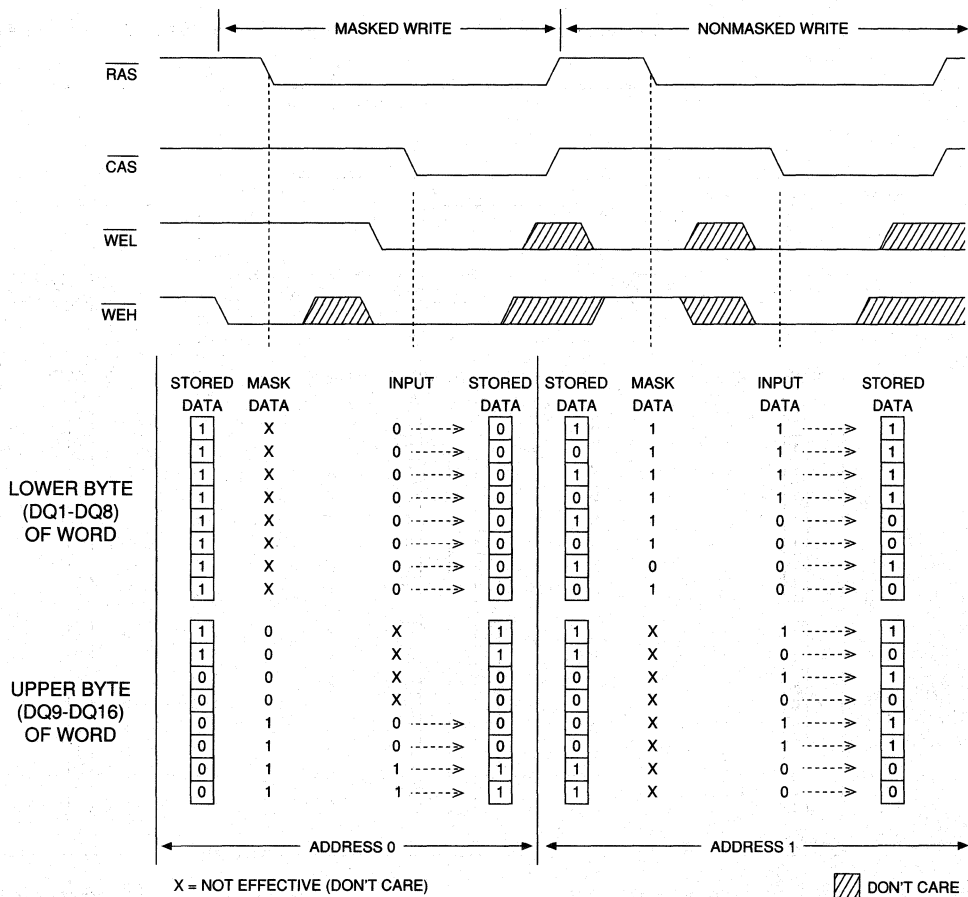 MASKED WRITE NONMASKED WRITE
RAS
CAS
WEL
WEH
STORED MASK INPUT STORED STORED MASK INPUT STORED
DATA DATA DATA DATA DATA DATA DATA
1 X 0 0 1 1 1 1
1 X 0 0 0 1 1 1
1 X 0 0 1 1 1 1
1 X 0 0 0 1 1 1
1 X 0 0 1 1 0 0
1 X 0 0 0 1 0 0
1 X 0 0 1 0 0 1
1 X 0 0 0 1 0 0
LOWER BYTE
(DQ1-DQ8)
OF WORD
1 0 X 1 1 X 1 1
1 0 X 1 1 X 0 0
0 0 X 0 0 X 1 1
0 0 X 0 0 X 0 0
0 1 0 0 0 X 1 1
0 1 0 0 0 X 1 1
0 1 1 1 1 X 0 0
0 1 1 1 1 X 0 0
UPPER BYTE
(DQ9-DQ16)
OF WORD
ADDRESS 0 ADDRESS 1
X = NOT EFFECTIVE (DON'T CARE) DON'T CARE